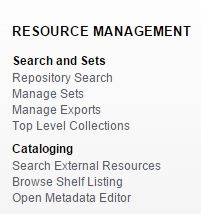 RESOURCE MANAGEMENT
Search and Sets
Repository Search
Manage Sets
Manage Exports
Top Level Collections
Cataloging
Search External Resources
Browse Shelf Listing
Open Metadata Editor